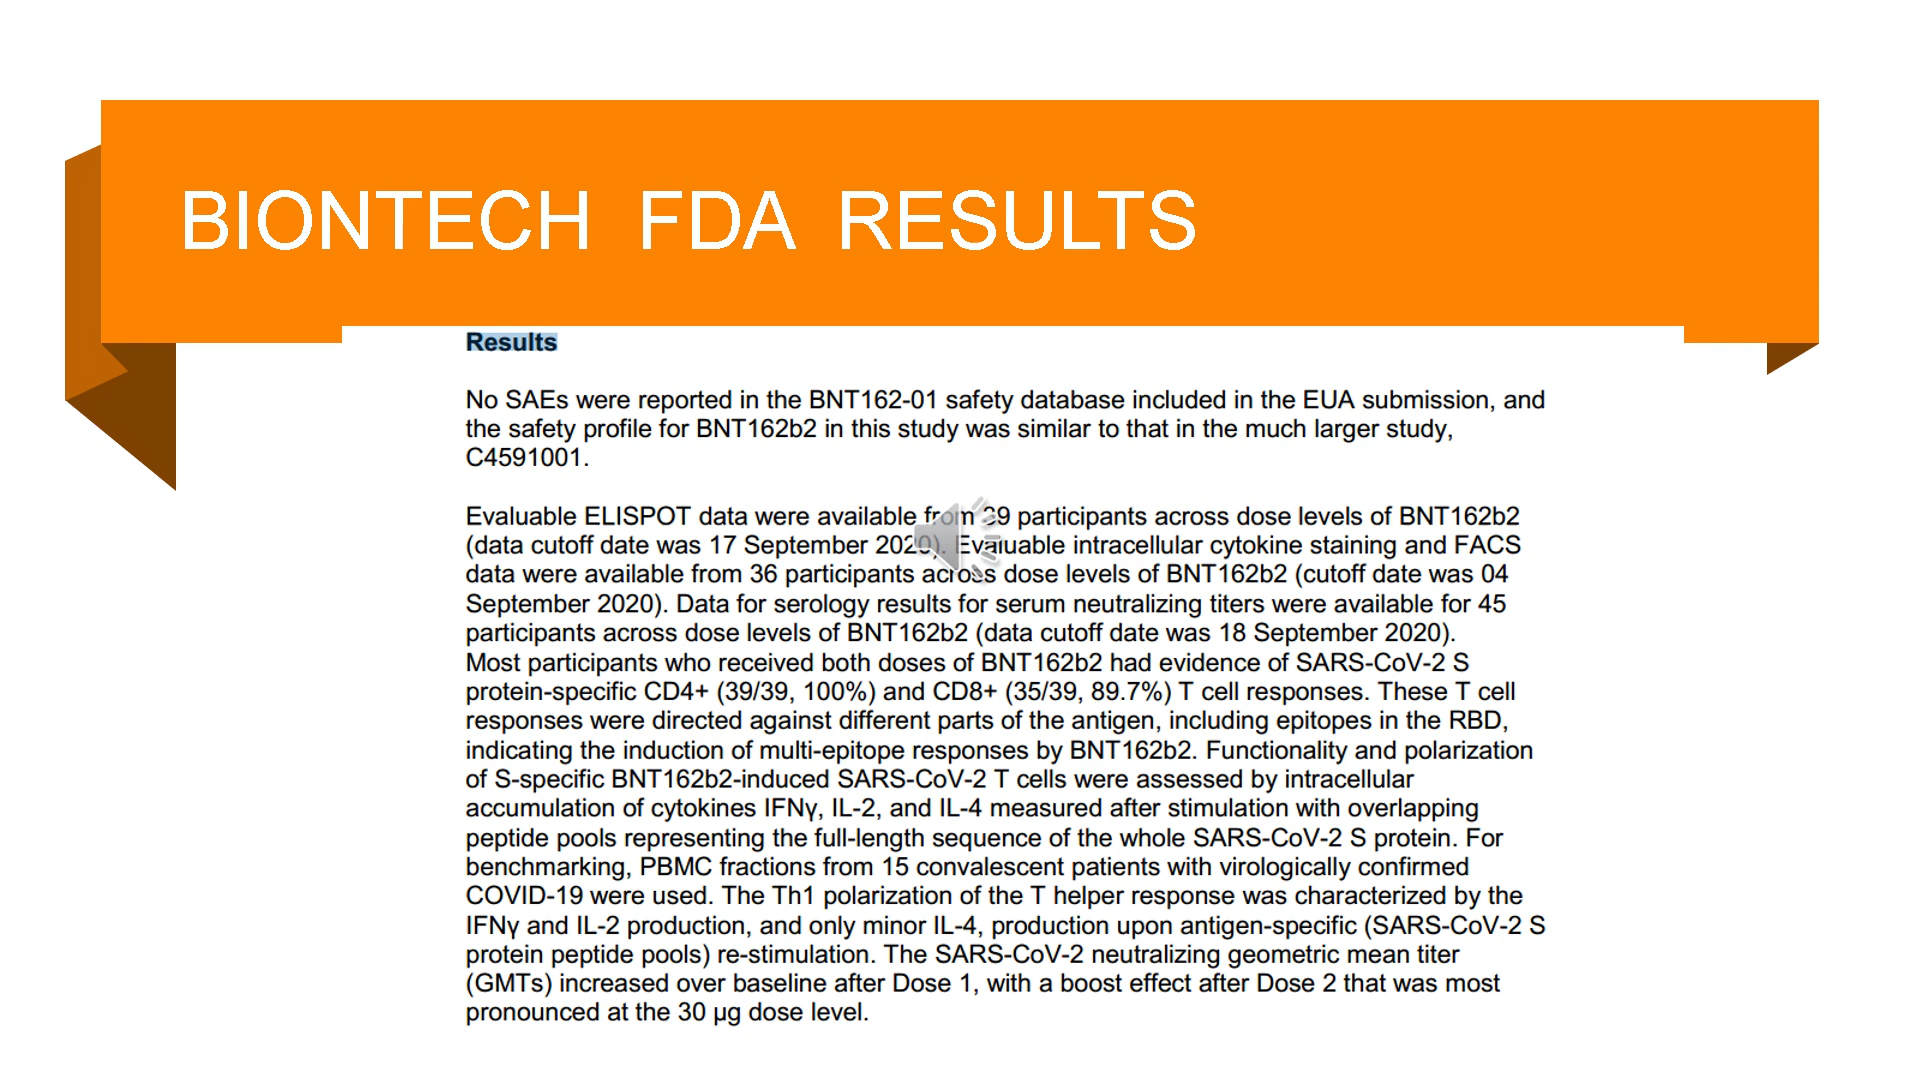 BIONTECH FDA RESULTS
Results
No SAEs were reported in the BNT162-01 safety database included in the EUA submission, and
the safety profile for BNT162b2 in this study was similar to that in the much larger study,
C4591001.
Evaluable ELISPOT data were available from 39 participants across dose levels of BNT162b2
(data cutoff date was 17 September 2020). Evaluable intracellular cytokine staining and FACS
data were available from 36 participants across dose levels of BNT162b2 (cutoff date was 04
September 2020). Data for serology results for serum neutralizing titers were available for 45
participants across dose levels of BNT162b2 (data cutoff date was 18 September 2020).
Most participants who received both doses of BNT162b2 had evidence of SARS-CoV-2 S
protein-specific CD4+ (39/39, 100%) and CD8+ (35/39, 89.7%) T cell responses. These T cell
responses were directed against different parts of the antigen, including epitopes in the RBD,
indicating the induction of multi-epitope responses by BNT162b2. Functionality and polarization
of S-specific BNT162b2-induced SARS-CoV-2 T cells were assessed by intracellular
accumulation of cytokines IFNγ, IL-2, and IL-4 measured after stimulation with overlapping
peptide pools representing the full-length sequence of the whole SARS-CoV-2 S protein. For
benchmarking, PBMC fractions from 15 convalescent patients with virologically confirmed
COVID-19 were used. The Th1 polarization of the T helper response was characterized by the
IFNγ and IL-2 production, and only minor IL-4, production upon antigen-specific (SARS-CoV-2 S
protein peptide pools) re-stimulation. The SARS-CoV-2 neutralizing geometric mean titer
(GMTs) increased over baseline after Dose 1, with a boost effect after Dose 2 that was most
pronounced at the 30 µg dose level.